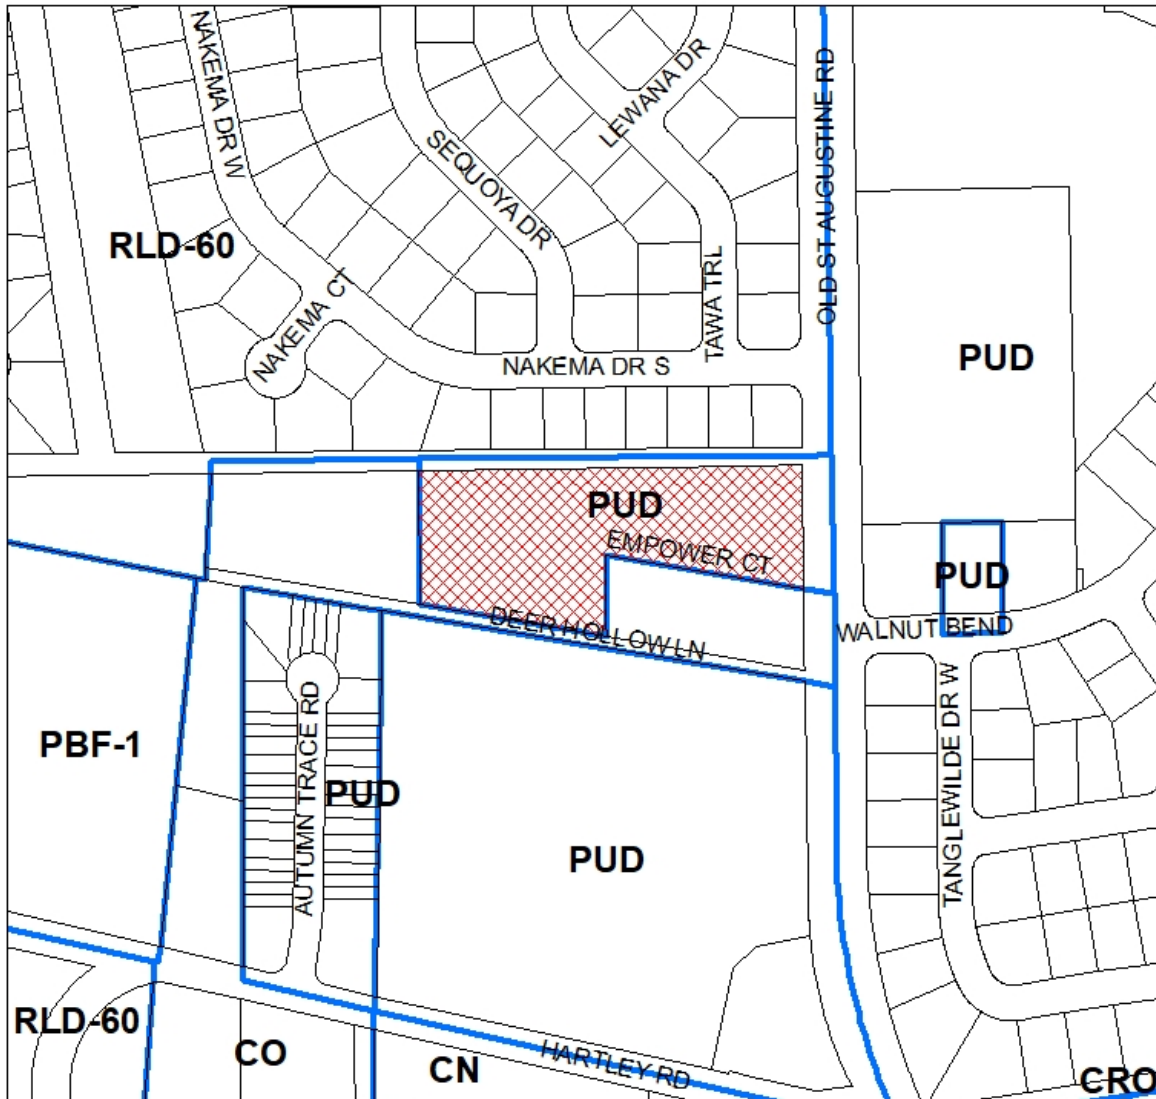 NAKEMA DR W
SEQUOYA DR
LEWANA DR
OLD ST AUGUSTINE RD
RLD-60
TAWA TRL
NAKEMA CT
NAKEMA DR S
PUD
PUD
EMPOWER CT
PUD
DEER HOLLOW LN
WALNUT BEND
TANGLEWILDE DR W
PBF-1
AUTUMN TRACE RD
PUD
PUD
RLD-60
CO
CN
HARTLEY RD
CRO